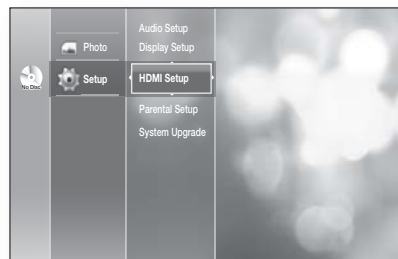 Audio Setup
Photo
Display Setup
No Disc
Setup
HDMI Setup
Parental Setup
System Upgrade